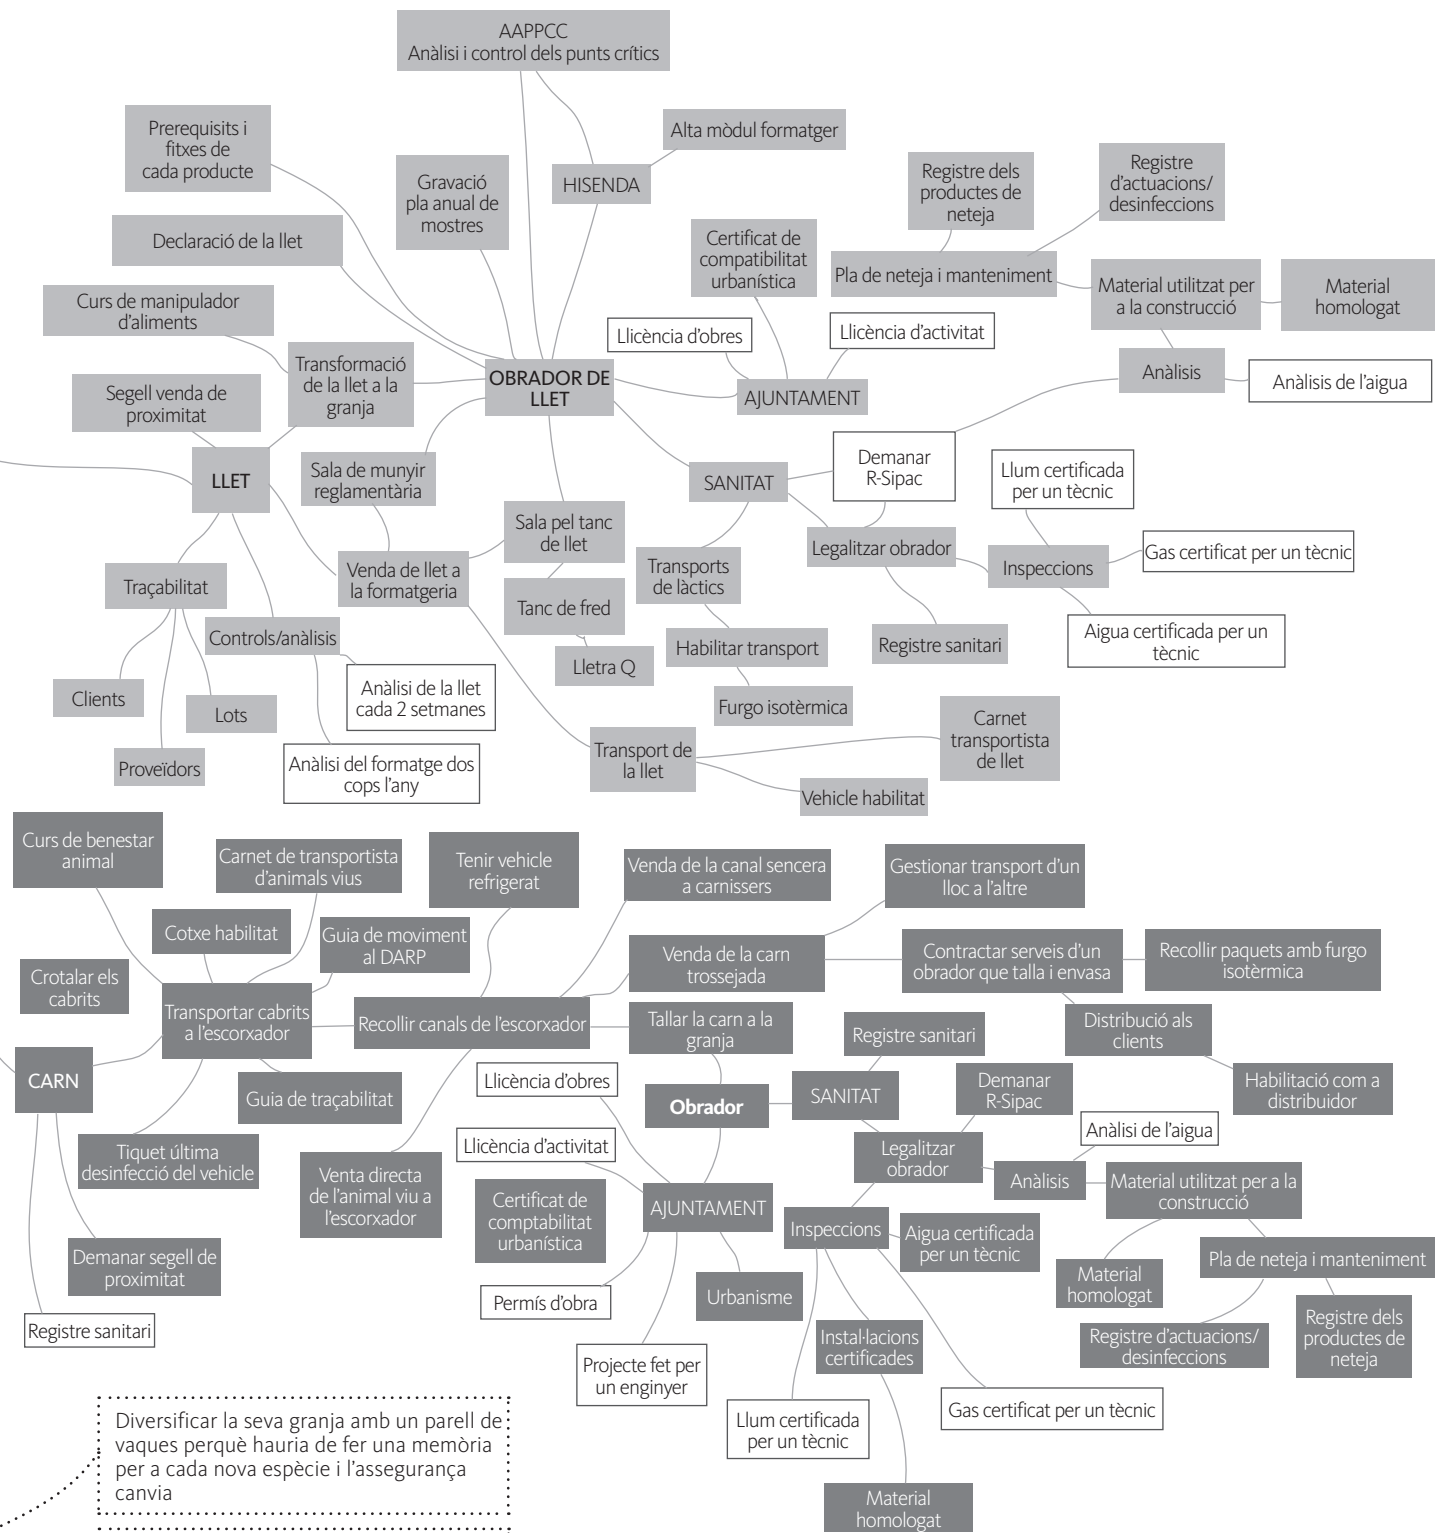 AAPPCC
Anàlisi i control dels punts crítics
Prerequisits i
fitxes de
cada producte
Alta mòdul formatger
Gravació
pla anual de
mostres
HISENDA
Registre dels
productes de
neteja
Registre
d'actuacions/
desinfeccions
Declaració de la llet
Certificat de
compatibilitat
urbanística
Pla de neteja i manteniment
Material utilitzat per
a la construcció
Material
homologat
Curs de manipulador
d'aliments
Llicència d'obres
Llicència d'activitat
Transformació
de la llet a la
granja
OBRADOR DE
LLET
AJUNTAMENT
Anàlisis
Anàlisis de l'aigua
Segell venda de
proximitat
LLET
Sala de munyir
reglamentària
SANITAT
Demanar
R-Sipac
Llum certificada
per un tècnic
Sala pel tanc
de llet
Legalitzar obrador
Inspeccions
Gas certificat per un tècnic
Traçabilitat
Venda de llet a
la formatgeria
Transports
de làctics
Tanc de fred
Controls/anàlisis
Habilitar transport
Registre sanitari
Aigua certificada per un
tècnic
Lletra Q
Clients
Lots
Anàlisi de la llet
cada 2 setmanes
Furgo isotèrmica
Carnet
transportista
de llet
Proveïdors
Anàlisi del formatge dos
cops l'any
Transport de
la llet
Vehicle habilitat
Curs de benestar
animal
Carnet de transportista
d'animals vius
Tenir vehicle
refrigerat
Venda de la canal sencera
a carnissers
Gestionar transport d'un
lloc a l'altre
Cotxe habilitat
Guia de moviment
al DARP
Venda de la carn
trossejada
Contractar serveis d'un
obrador que talla i envasa
Recollir paquets amb furgo
isotèrmica
Crotalar els
cabrits
Transportar cabrits
a l'escorxador
Recollir canals de l'escorxador
Tallar la carn a la
granja
Registre sanitari
Distribució als
clients
CARN
Guia de traçabilitat
Llicència d'obres
Obrador
SANITAT
Demanar
R-Sipac
Habilitació com a
distribuidor
Tiquet última
desinfecció del vehicle
Venta directa
de l'animal viu a
l'escorxador
Llicència d'activitat
Legalitzar
obrador
Anàlisi de l'aigua
Anàlisis
Material utilitzat per a la
construcció
Certificat de
comptabilitat
urbanística
AJUNTAMENT
Inspeccions
Aigua certificada
per un tècnic
Pla de neteja i manteniment
Demanar segell de
proximitat
Permís d'obra
Urbanisme
Material
homologat
Registre sanitari
Instal·lacions
certificades
Registre d'actuacions/
desinfeccions
Registre dels
productes de
neteja
Projecte fet per
un enginyer
Llum certificada
per un tècnic
Gas certificat per un tècnic
Material
homologat
Diversificar la seva granja amb un parell de
vaques perquè hauria de fer una memòria
per a cada nova espècie i l'assegurança
canvia